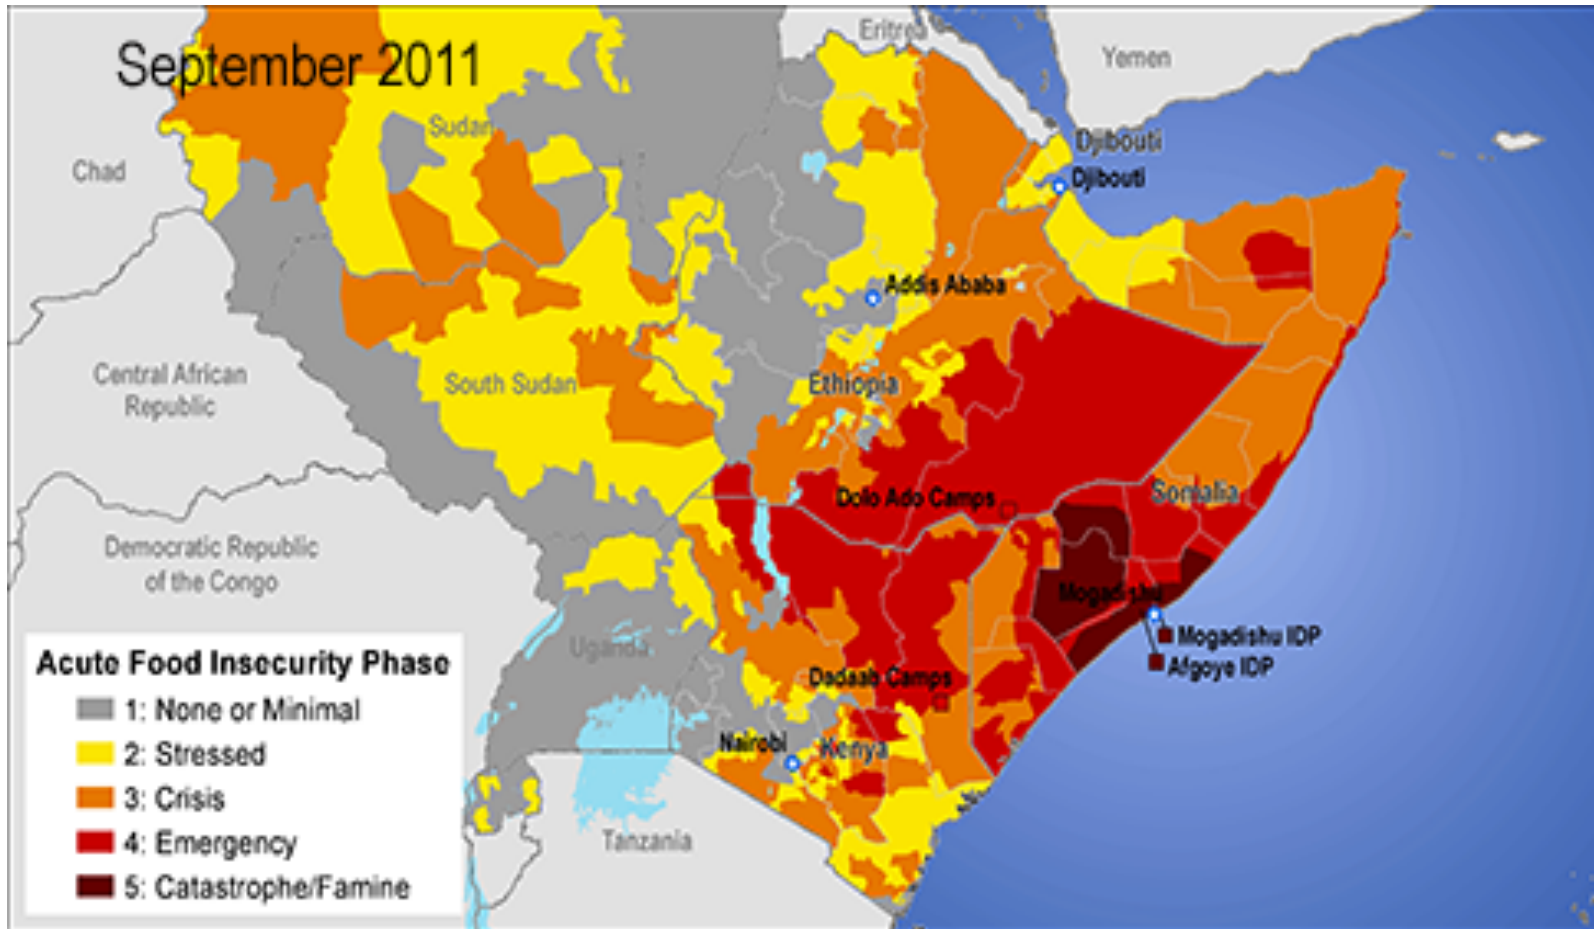 September 2011
Eritrea
Yemen
Sudan
Chad
Djibouti
Djibouti
Addis Ababa
Central African
Republic
South Sudan
Ethiopia
Dolo Ado Camps
Somalia
Democratic Republic
of the Congo
Mogadishu
Mogadishu IDP
Afgoye IDP
Uganda
Dadaab Camps
Nairobi
Kenya
Tanzania
Acute Food Insecurity Phase
1: None or Minimal
2: Stressed
3: Crisis
4: Emergency
5: Catastrophe/Famine